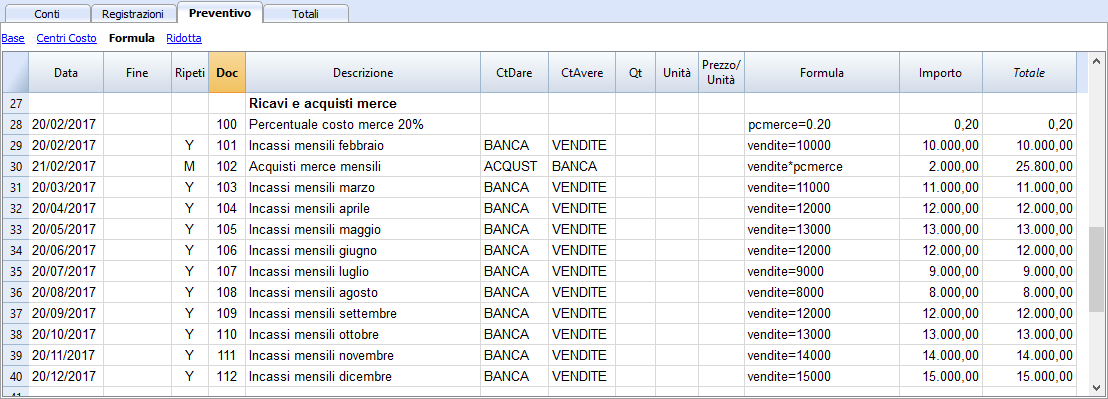 Conti Registrazioni Preventivo Totali
Base Centri Costo Formula Ridotta
Data Fine Ripeti Doc Descrizione CtDare CtAvere Qt Unità Prezzo/ Unità Formula Importo Totale
27 Ricavi e acquisti merce
28 20/02/2017 100 Percentuale costo merce 20% pcmerce=0.20 0,20 0,20
29 20/02/2017 Y 101 Incassi mensili febbraio BANCA VENDITE vendite=10000 10.000,00 10.000,00
30 21/02/2017 M 102 Acquisti merce mensili ACQUST BANCA vendite*pcmerce 2.000,00 25.800,00
31 20/03/2017 Y 103 Incassi mensili marzo BANCA VENDITE vendite=11000 11.000,00 11.000,00
32 20/04/2017 Y 104 Incassi mensili aprile BANCA VENDITE vendite=12000 12.000,00 12.000,00
33 20/05/2017 Y 105 Incassi mensili maggio BANCA VENDITE vendite=13000 13.000,00 13.000,00
34 20/06/2017 Y 106 Incassi mensili giugno BANCA VENDITE vendite=12000 12.000,00 12.000,00
35 20/07/2017 Y 107 Incassi mensili luglio BANCA VENDITE vendite=9000 9.000,00 9.000,00
36 20/08/2017 Y 108 Incassi mensili agosto BANCA VENDITE vendite=8000 8.000,00 8.000,00
37 20/09/2017 Y 109 Incassi mensili settembre BANCA VENDITE vendite=12000 12.000,00 12.000,00
38 20/10/2017 Y 110 Incassi mensili ottobre BANCA VENDITE vendite=13000 13.000,00 13.000,00
39 20/11/2017 Y 111 Incassi mensili novembre BANCA VENDITE vendite=14000 14.000,00 14.000,00
40 20/12/2017 Y 112 Incassi mensili dicembre BANCA VENDITE vendite=15000 15.000,00 15.000,00